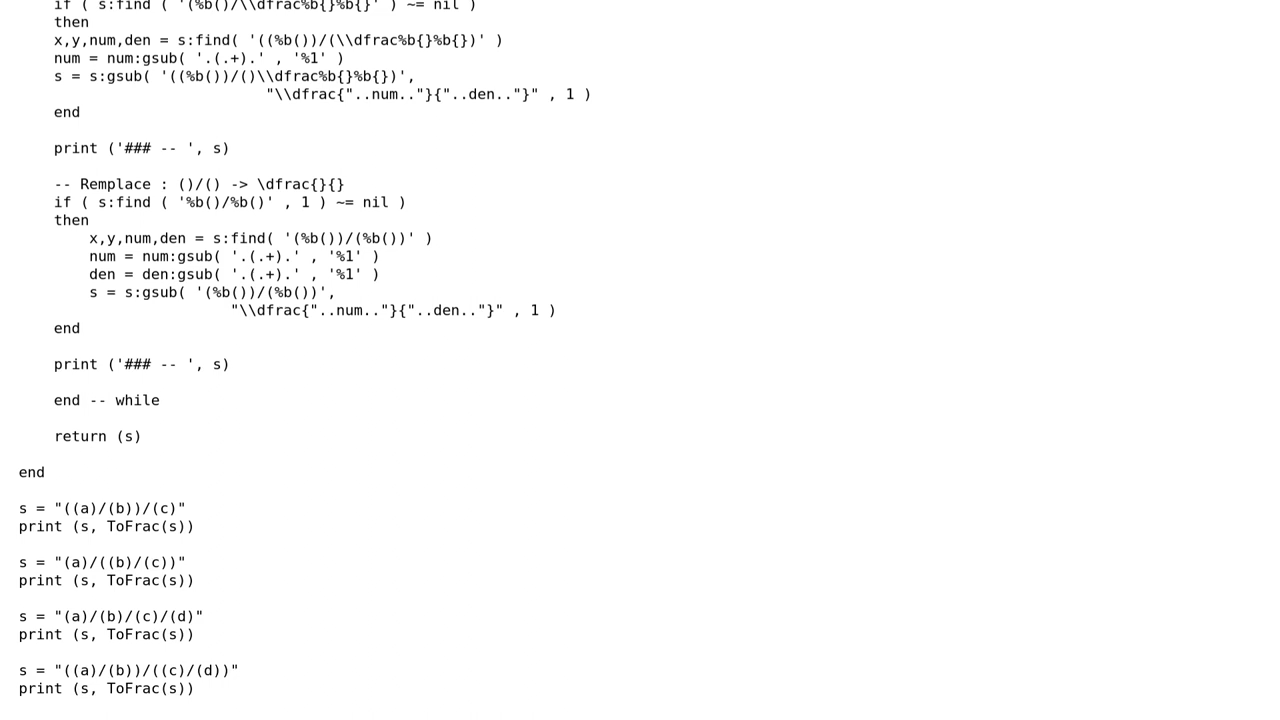 if ( s:find ( '(%b()/\\dfrac%b{}%b{}' ) ~= nil )
then
x,y,num,den = s:find( '((%b())/(\\dfrac%b{}%b{})' )
num = num:gsub( '.(.+).' , '%1' )
s = s:gsub( '((%b())/()\\dfrac%b{}%b{})',
"\\dfrac{"..num.."}{"..den.."}" , 1 )
end
print ('### -- ', s)
-- Remplace : ()/() -> \dfrac{}{}
if ( s:find ( '%b()/%b()' , 1 ) ~= nil )
then
x,y,num,den = s:find( '(%b())/(%b())' )
num = num:gsub( '.(.+).' , '%1' )
den = den:gsub( '.(.+).' , '%1' )
s = s:gsub( '(%b())/(%b())',
"\\dfrac{"..num.."}{"..den.."}" , 1 )
end
print ('### -- ', s)
end -- while
return (s)
end
s = "((a)/(b))/(c)"
print (s, ToFrac(s))
s = "(a)/((b)/(c))"
print (s, ToFrac(s))
s = "(a)/(b)/(c)/(d)"
print (s, ToFrac(s))
s = "((a)/(b))/((c)/(d))"
print (s, ToFrac(s))